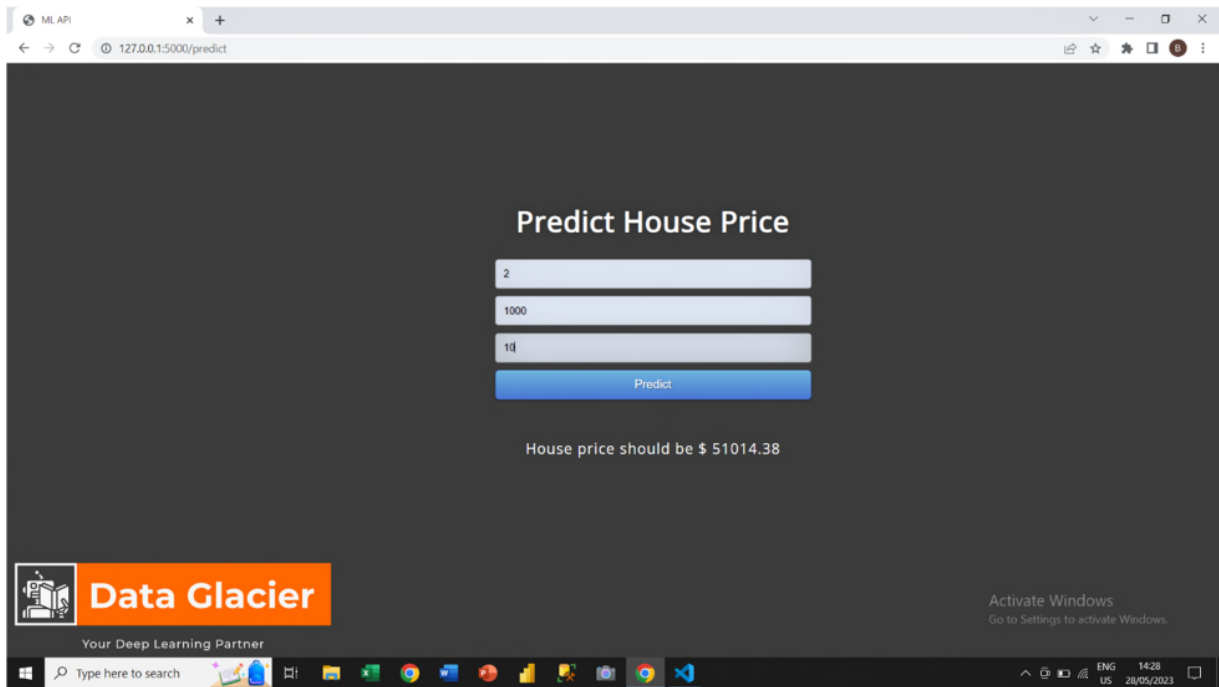 ML API
127.0.0.1:5000/predict
B
Predict House Price
2
1000
10
Predict
House price should be $ 51014.38
Data Glacier
Your Deep Learning Partner
Activate Windows
Go to Settings to activate Windows.
Type here to search
ENG
US
14:28
28/05/2023